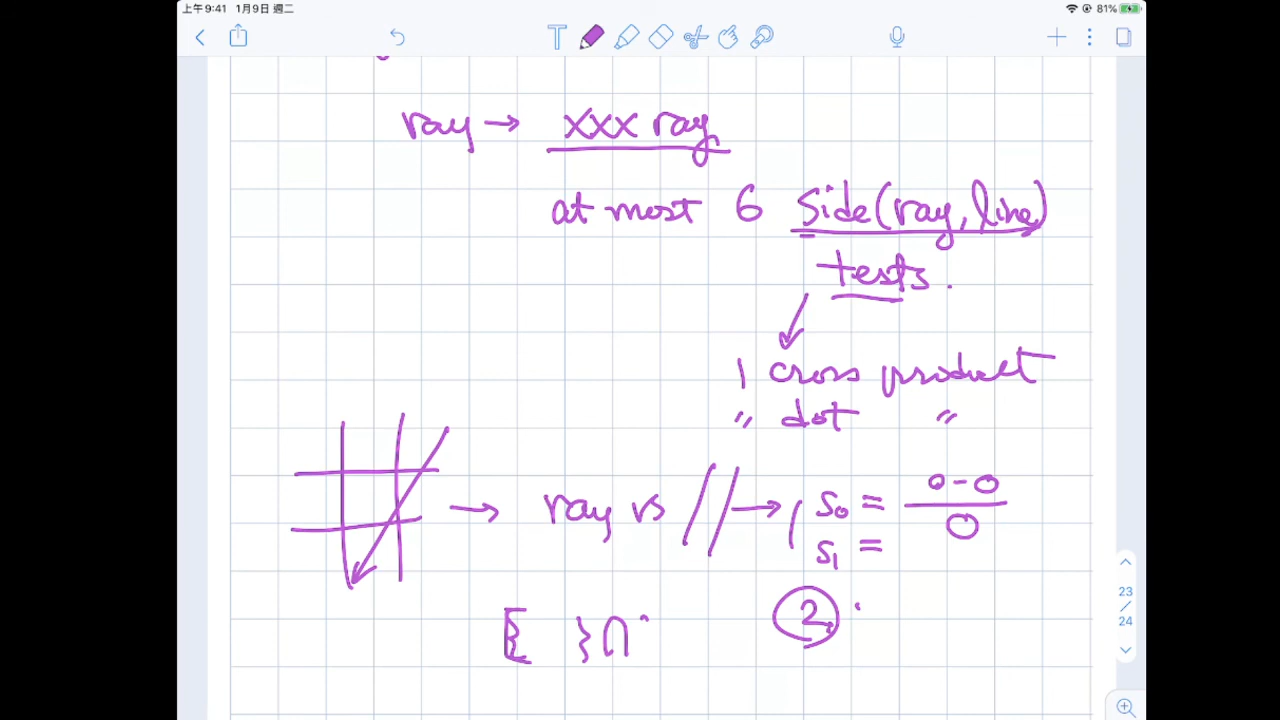 上午9:41 1月9日 週二
81%
ray → xxx ray
at most 6 Side(ray, line)
tests.
1 cross product
〃 dot 〃
→ ray vs // → S₀ = 0-0
0
S₁ =
[{ }∩
2
23
/
24